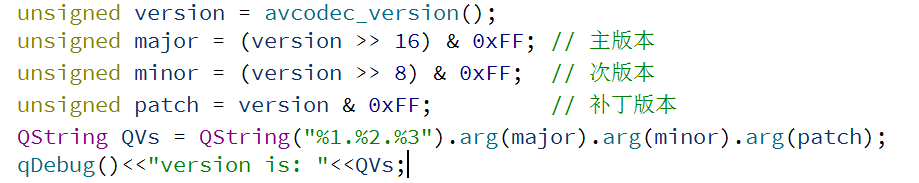 unsigned version = avcodec_version();
unsigned major = (version >> 16) & 0xFF; // 主版本
unsigned minor = (version >> 8) & 0xFF;  // 次版本
unsigned patch = version & 0xFF;         // 补丁版本
QString QVs = QString("%1.%2.%3").arg(major).arg(minor).arg(patch);
qDebug()<<"version is: "<<QVs;